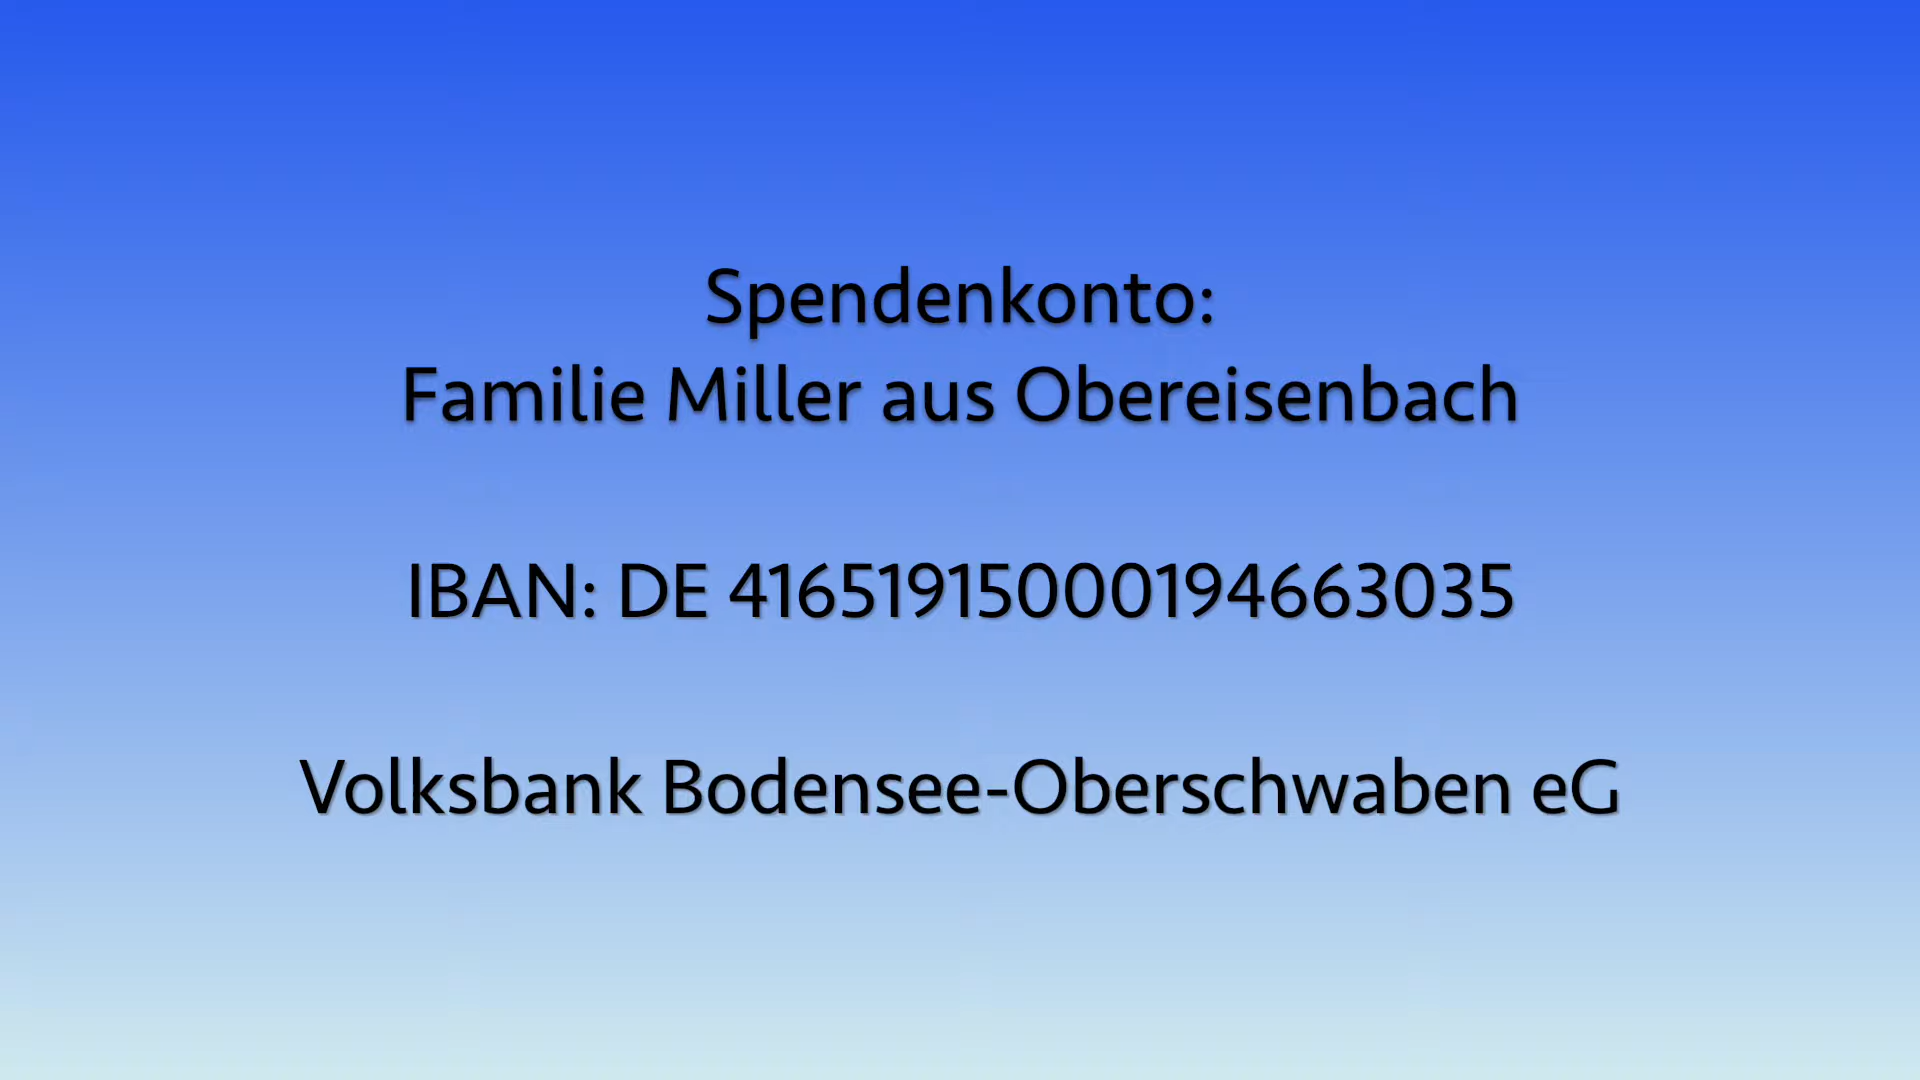 Spendenkonto:
Familie Miller aus Obereisenbach
IBAN: DE 41651915000194663035
Volksbank Bodensee-Oberschwaben eG